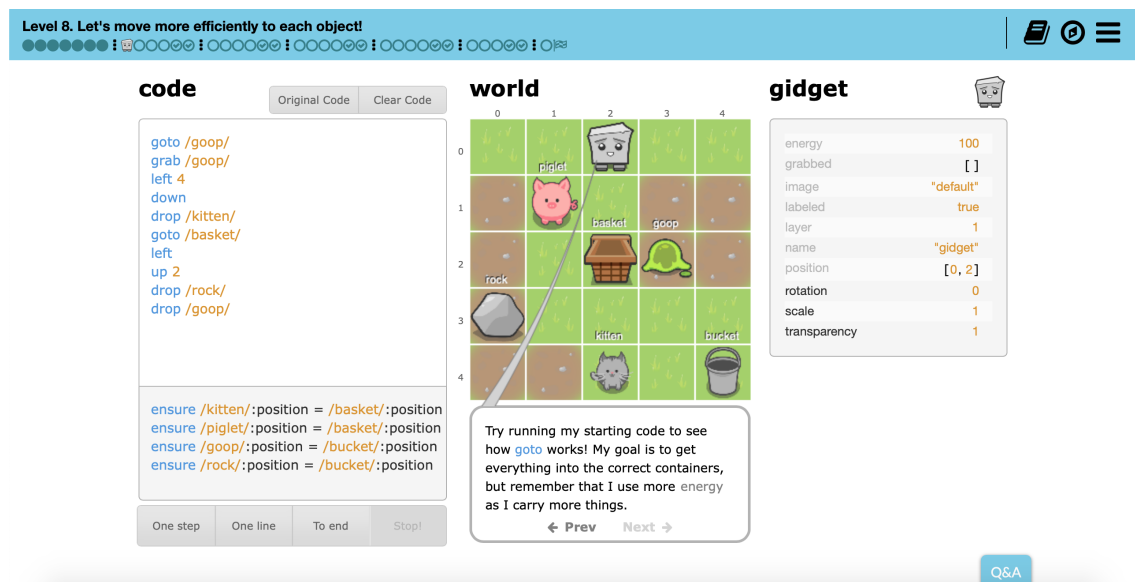 Level 8. Let's move more efficiently to each object!
code
Original Code
Clear Code
goto /goop/
grab /goop/
left 4
down
drop /kitten/
goto /basket/
left
up 2
drop /rock/
drop /goop/
ensure /kitten/:position = /basket/:position
ensure /piglet/:position = /basket/:position
ensure /goop/:position = /bucket/:position
ensure /rock/:position = /bucket/:position
One step
One line
To end
Stop!
world
0 1 2 3 4
0
piglet
1
basket
goop
2
rock
3
kitten
bucket
4
Try running my starting code to see
how goto works! My goal is to get
everything into the correct containers,
but remember that I use more energy
as I carry more things.
Prev
Next
gidget
energy 100
grabbed []
image "default"
labeled true
layer 1
name "gidget"
position [0, 2]
rotation 0
scale 1
transparency 1
Q&A